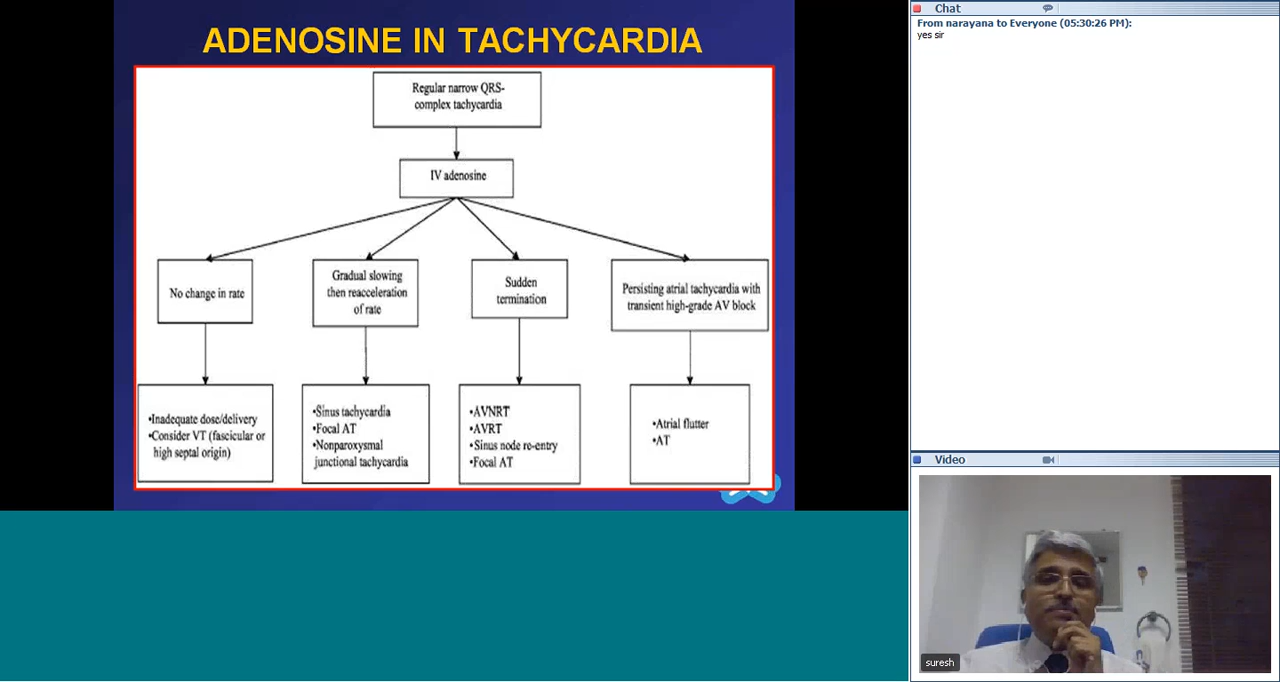 ADENOSINE IN TACHYCARDIA
Regular narrow QRS-
complex tachycardia
IV adenosine
No change in rate
Gradual slowing
then reacceleration
of rate
Sudden
termination
Persisting atrial tachycardia with
transient high-grade AV block
•Inadequate dose/delivery
•Consider VT (fascicular or
high septal origin)
•Sinus tachycardia
•Focal AT
•Nonparoxysmal
junctional tachycardia
•AVNRT
•AVRT
•Sinus node re-entry
•Focal AT
•Atrial flutter
•AT
Chat
From narayana to Everyone (05:30:26 PM):
yes sir
Video
suresh